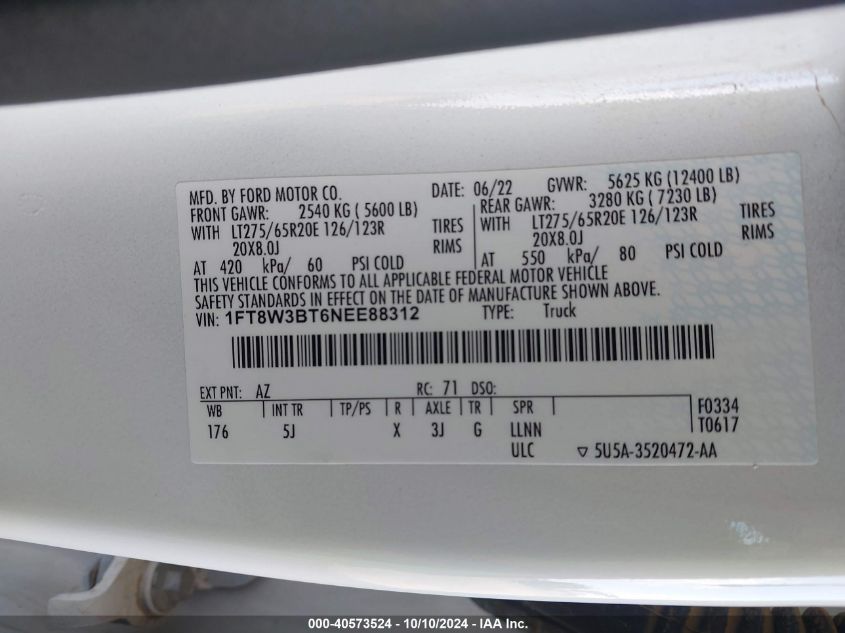 MFD. BY FORD MOTOR CO. DATE: 06/22 GVWR: 5625 KG (12400 LB)
FRONT GAWR: 2540 KG ( 5600 LB) REAR GAWR: 3280 KG ( 7230 LB)
WITH LT275/65R20E 126/123R TIRES WITH LT275/65R20E 126/123R TIRES
20X8.0J RIMS 20X8.0J RIMS
AT 420 kPa/ 60 PSI COLD AT 550 kPa/ 80 PSI COLD
THIS VEHICLE CONFORMS TO ALL APPLICABLE FEDERAL MOTOR VEHICLE
SAFETY STANDARDS IN EFFECT ON THE DATE OF MANUFACTURE SHOWN ABOVE.
VIN: 1FT8W3BT6NEE88312 TYPE: Truck
EXT PNT: AZ RC: 71 DSO:
WB INT TR TP/PS R AXLE TR SPR F0334
176 5J X 3J G LLNN T0617
ULC 5U5A-3520472-AA
000-40573524 - 10/10/2024 - IAA Inc.